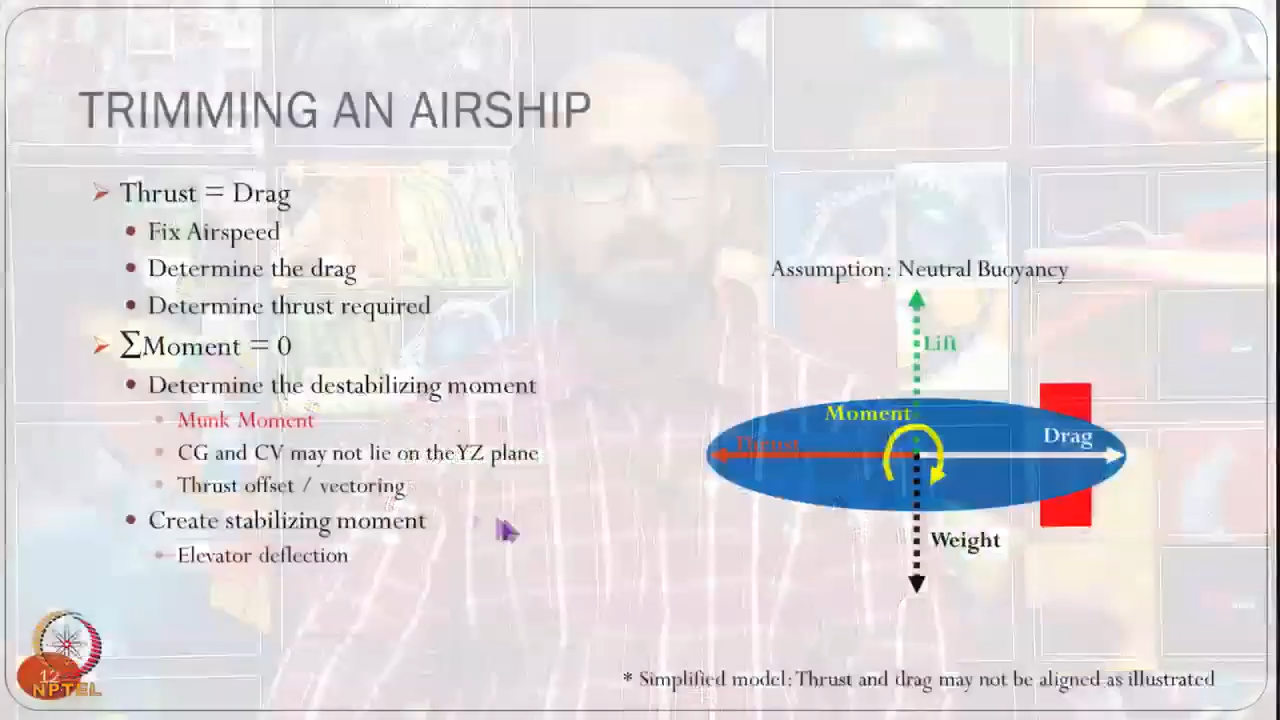 TRIMMING AN AIRSHIP
Thrust = Drag
Fix Airspeed
Determine the drag
Determine thrust required
∑Moment = 0
Determine the destabilizing moment
Munk Moment
CG and CV may not lie on the YZ plane
Thrust offset / vectoring
Create stabilizing moment
Elevator deflection
Assumption: Neutral Buoyancy
Lift
Moment
Thrust
Drag
Weight
* Simplified model: Thrust and drag may not be aligned as illustrated
12
NPTEL